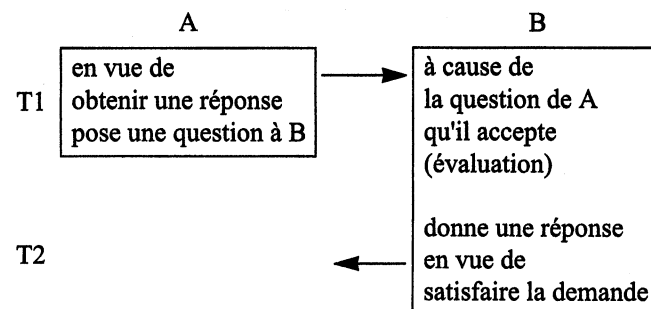 A
B
T1
en vue de
obtenir une réponse
pose une question à B
à cause de
la question de A
qu'il accepte
(évaluation)
T2
donne une réponse
en vue de
satisfaire la demande